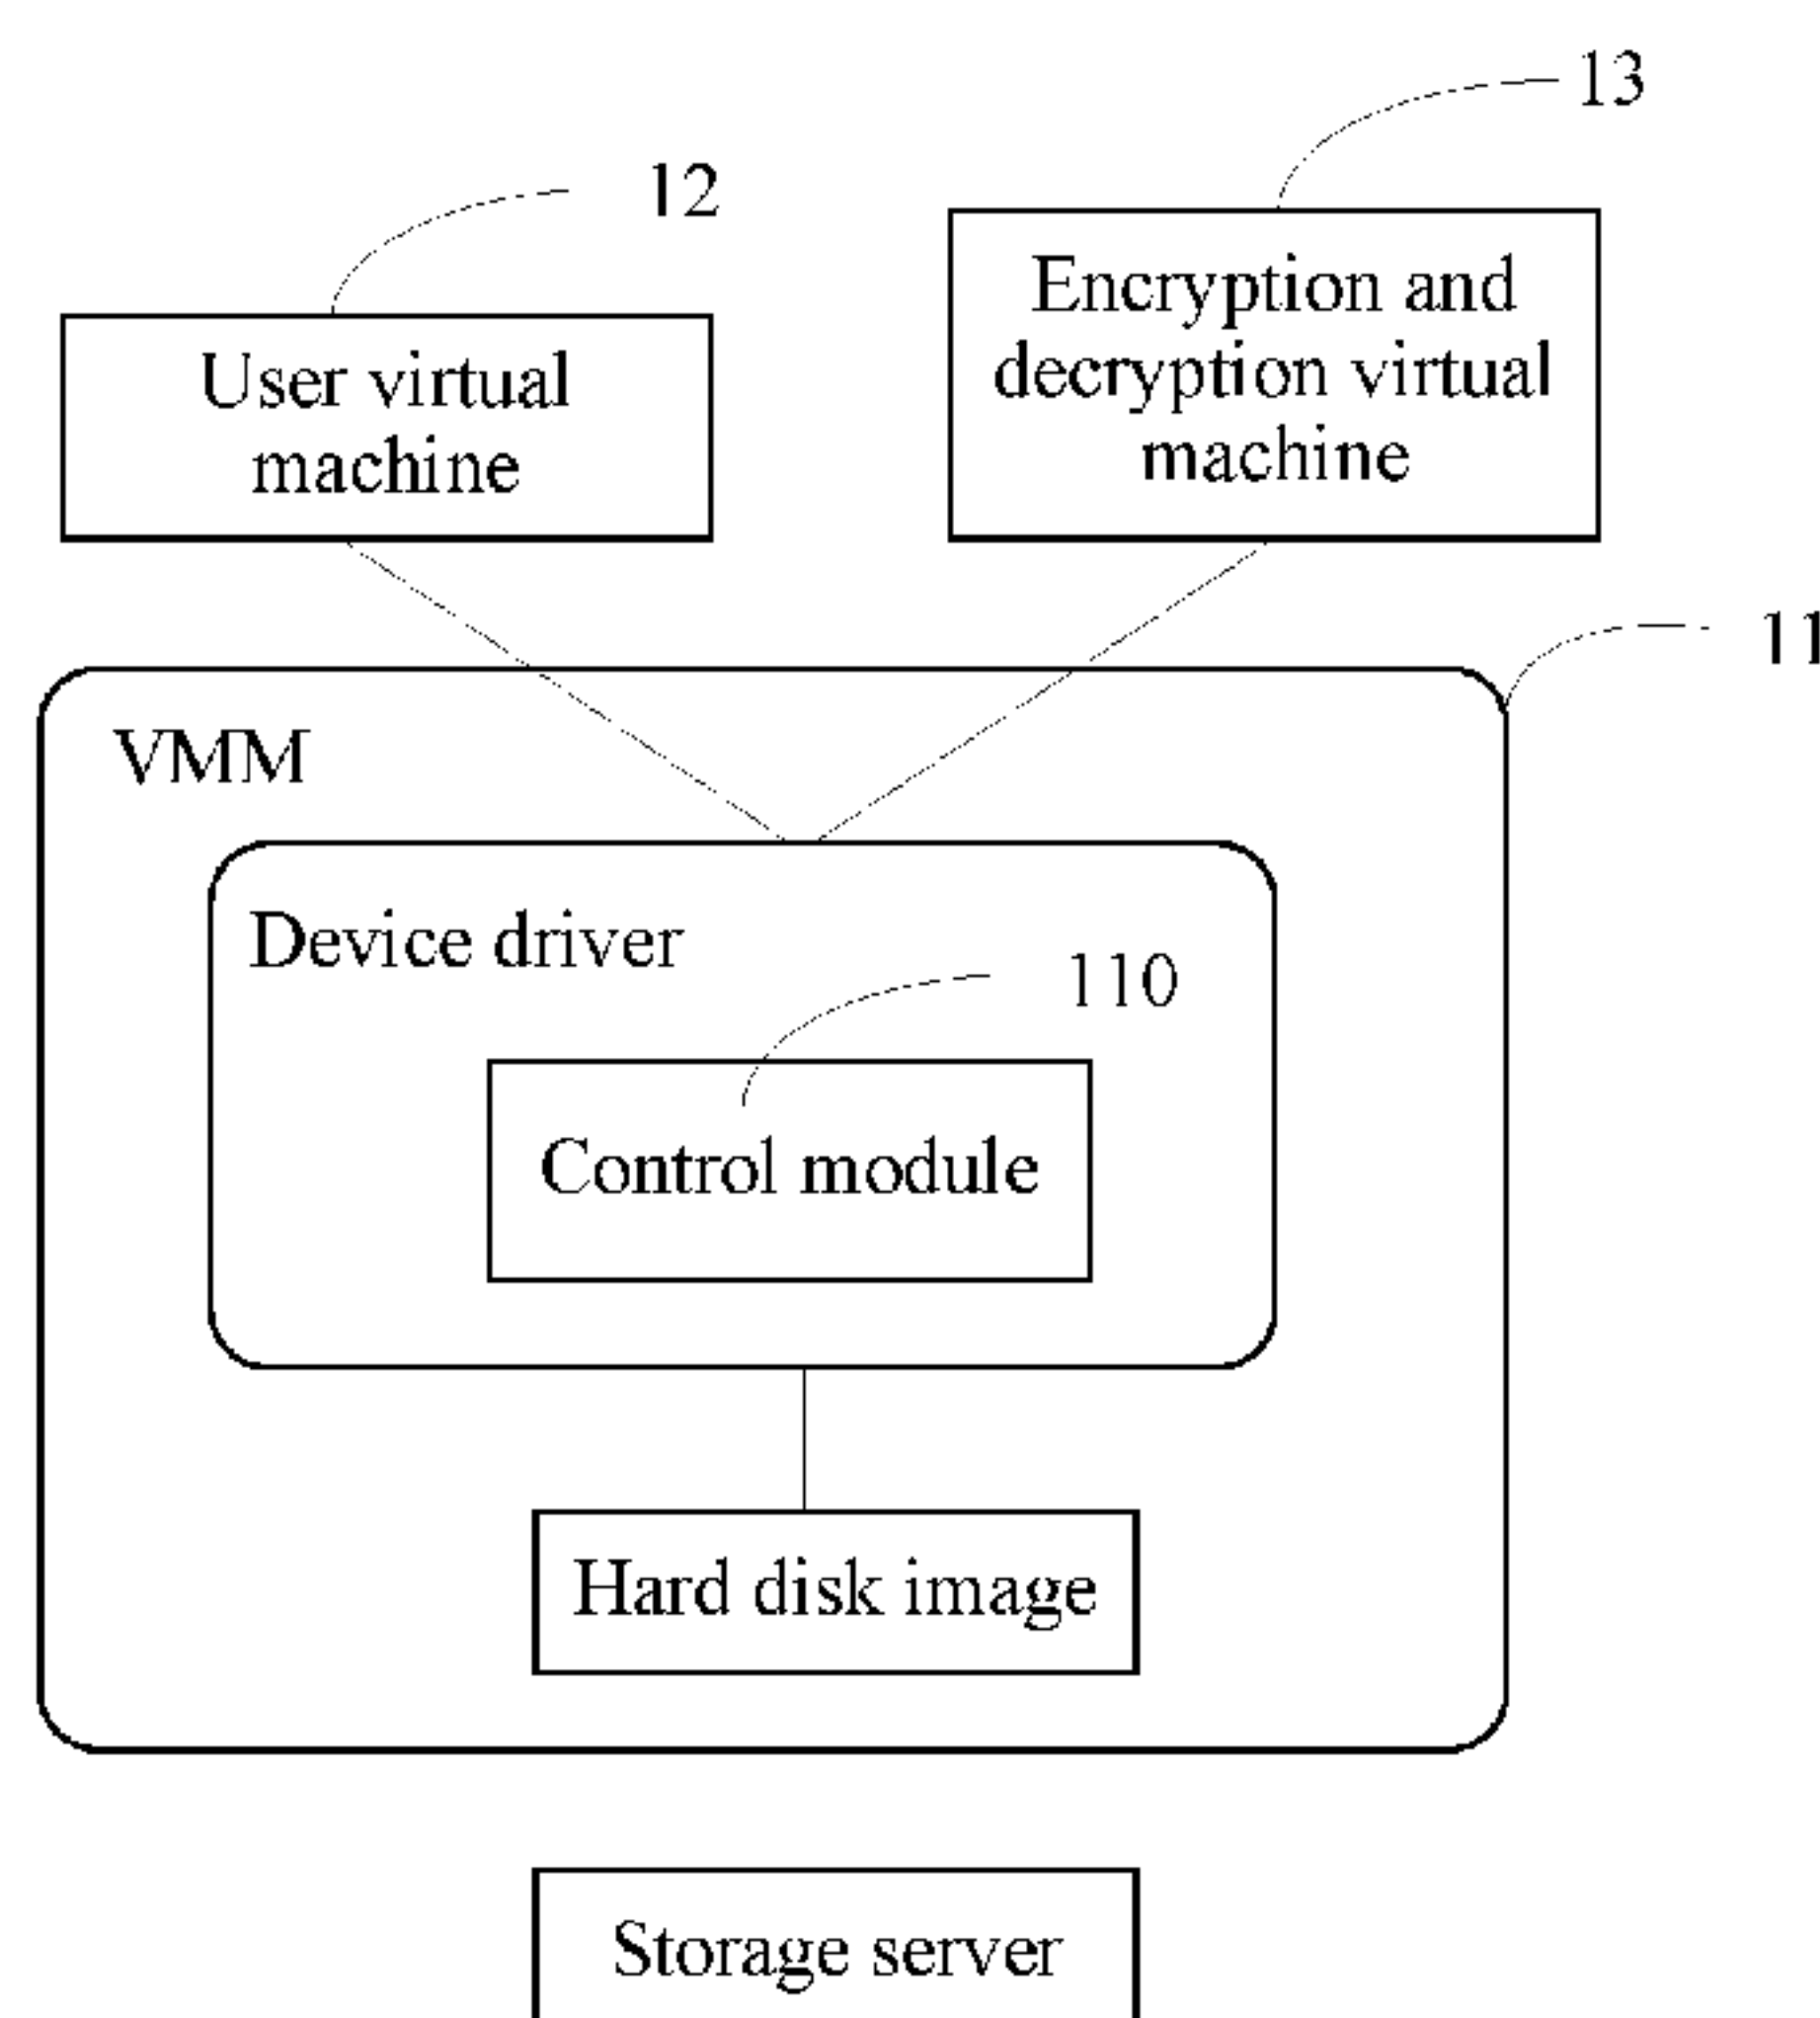 13
12
Encryption and
decryption virtual
machine
User virtual
machine
11
VMM
Device driver
110
Control module
Hard disk image
Storage server